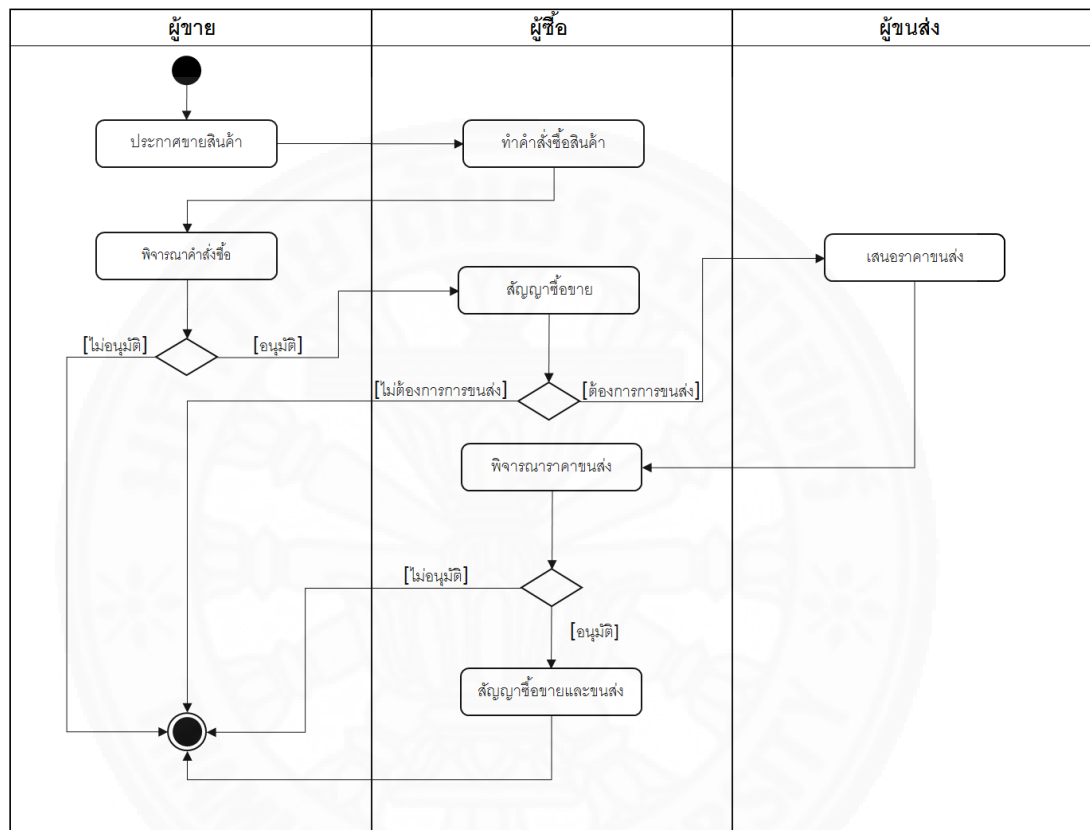 ผู้ขาย
ผู้ซื้อ
ผู้ขนส่ง
ประกาศขายสินค้า
ทำคำสั่งซื้อสินค้า
พิจารณาคำสั่งซื้อ
เสนอราคาขนส่ง
สัญญาซื้อขาย
[ไม่อนุมัติ]
[อนุมัติ]
[ไม่ต้องการการขนส่ง]
[ต้องการการขนส่ง]
พิจารณาราคาขนส่ง
[ไม่อนุมัติ]
[อนุมัติ]
สัญญาซื้อขายและขนส่ง